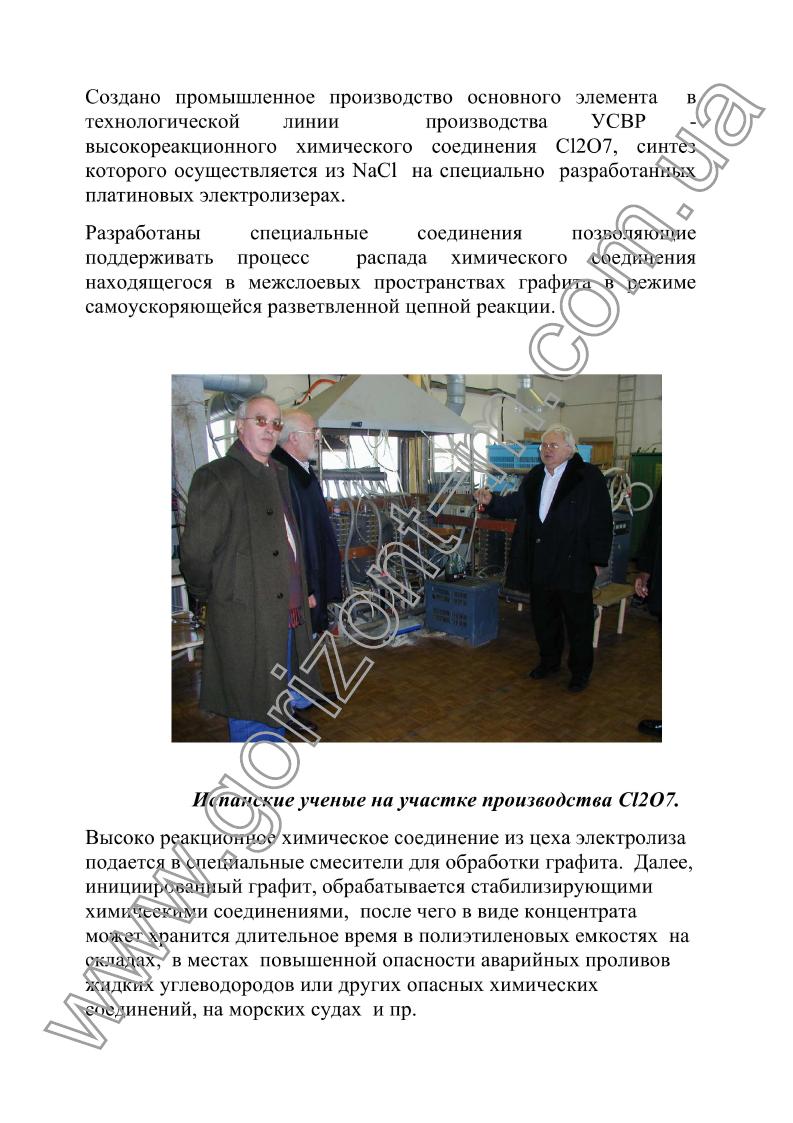 Создано промышленное производство основного элемента в
технологической линии производства УСВР -
высокореакционного химического соединения Cl2O7, синтез
которого осуществляется из NaCl на специально разработанных
платиновых электролизерах.
Разработаны специальные соединения позволяющие
поддерживать процесс распада химического соединения
находящегося в межслоевых пространствах графита в режиме
самоускоряющейся разветвленной цепной реакции.
www.gorizont-zm.com.ua
Испанские ученые на участке производства Cl2O7.
Высоко реакционное химическое соединение из цеха электролиза
подается в специальные смесители для обработки графита. Далее,
инициированный графит, обрабатывается стабилизирующими
химическими соединениями, после чего в виде концентрата
может хранится длительное время в полиэтиленовых емкостях на
складах, в местах повышенной опасности аварийных проливов
жидких углеводородов или других опасных химических
соединений, на морских судах и пр.